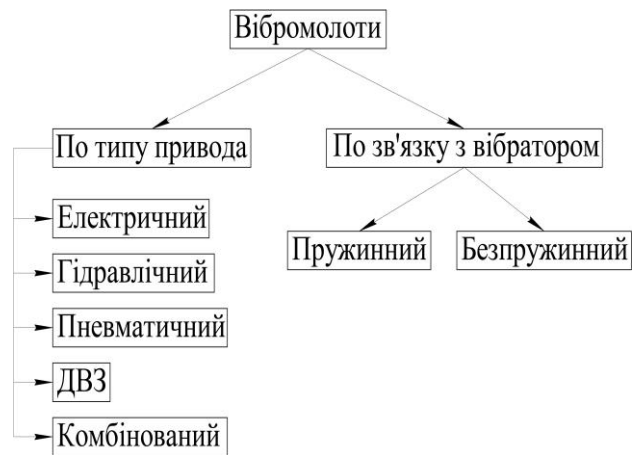 Вібромолоти
По типу привода
По зв'язку з вібратором
Електричний
Гідравлічний
Пневматичний
ДВЗ
Комбінований
Пружинний
Безпружинний